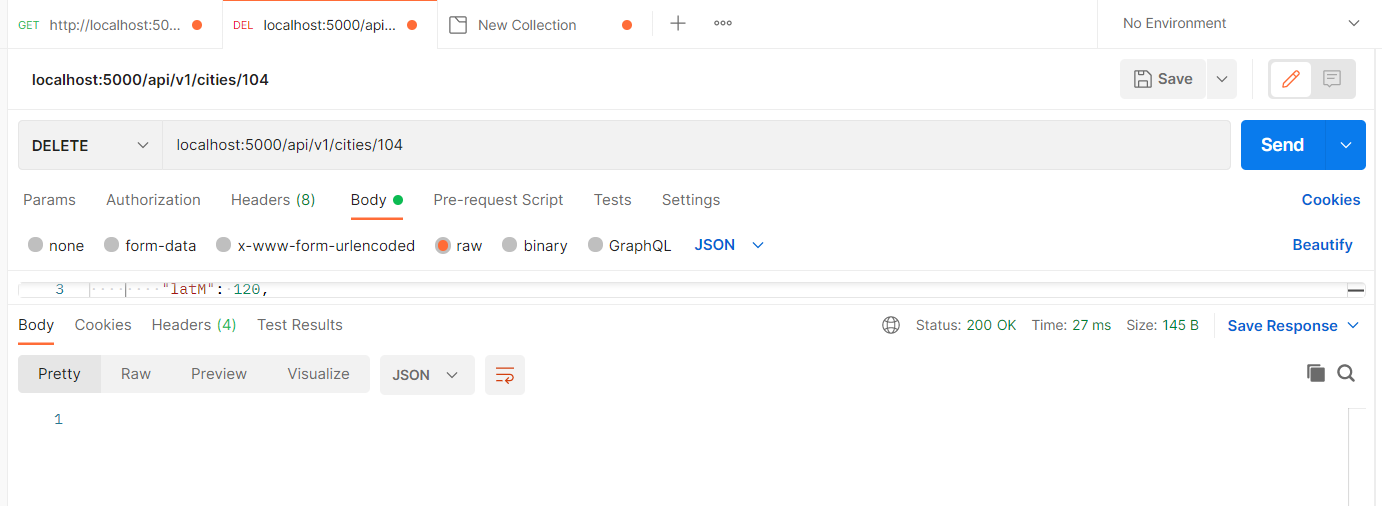 GET http://localhost:50... DEL localhost:5000/api... New Collection No Environment
localhost:5000/api/v1/cities/104 Save
DELETE localhost:5000/api/v1/cities/104 Send
Params Authorization Headers (8) Body Pre-request Script Tests Settings Cookies
none form-data x-www-form-urlencoded raw binary GraphQL JSON Beautify
3 "latM": 120,
Body Cookies Headers (4) Test Results Status: 200 OK Time: 27 ms Size: 145 B Save Response
Pretty Raw Preview Visualize JSON
1